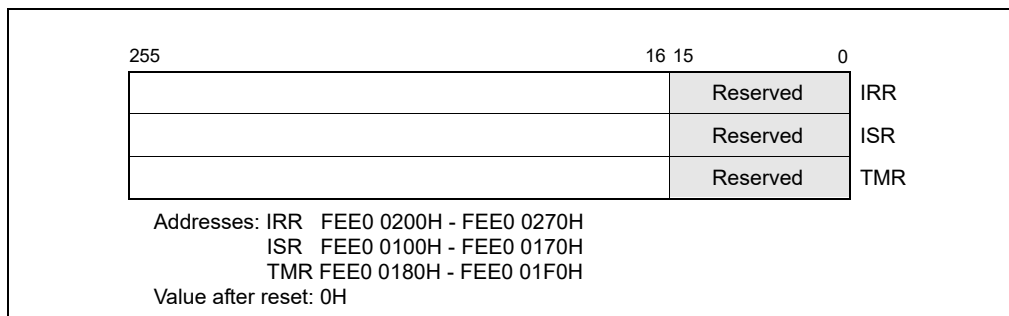 255 16 15 0
Reserved IRR
Reserved ISR
Reserved TMR
Addresses: IRR FEE0 0200H - FEE0 0270H
ISR FEE0 0100H - FEE0 0170H
TMR FEE0 0180H - FEE0 01F0H
Value after reset: 0H